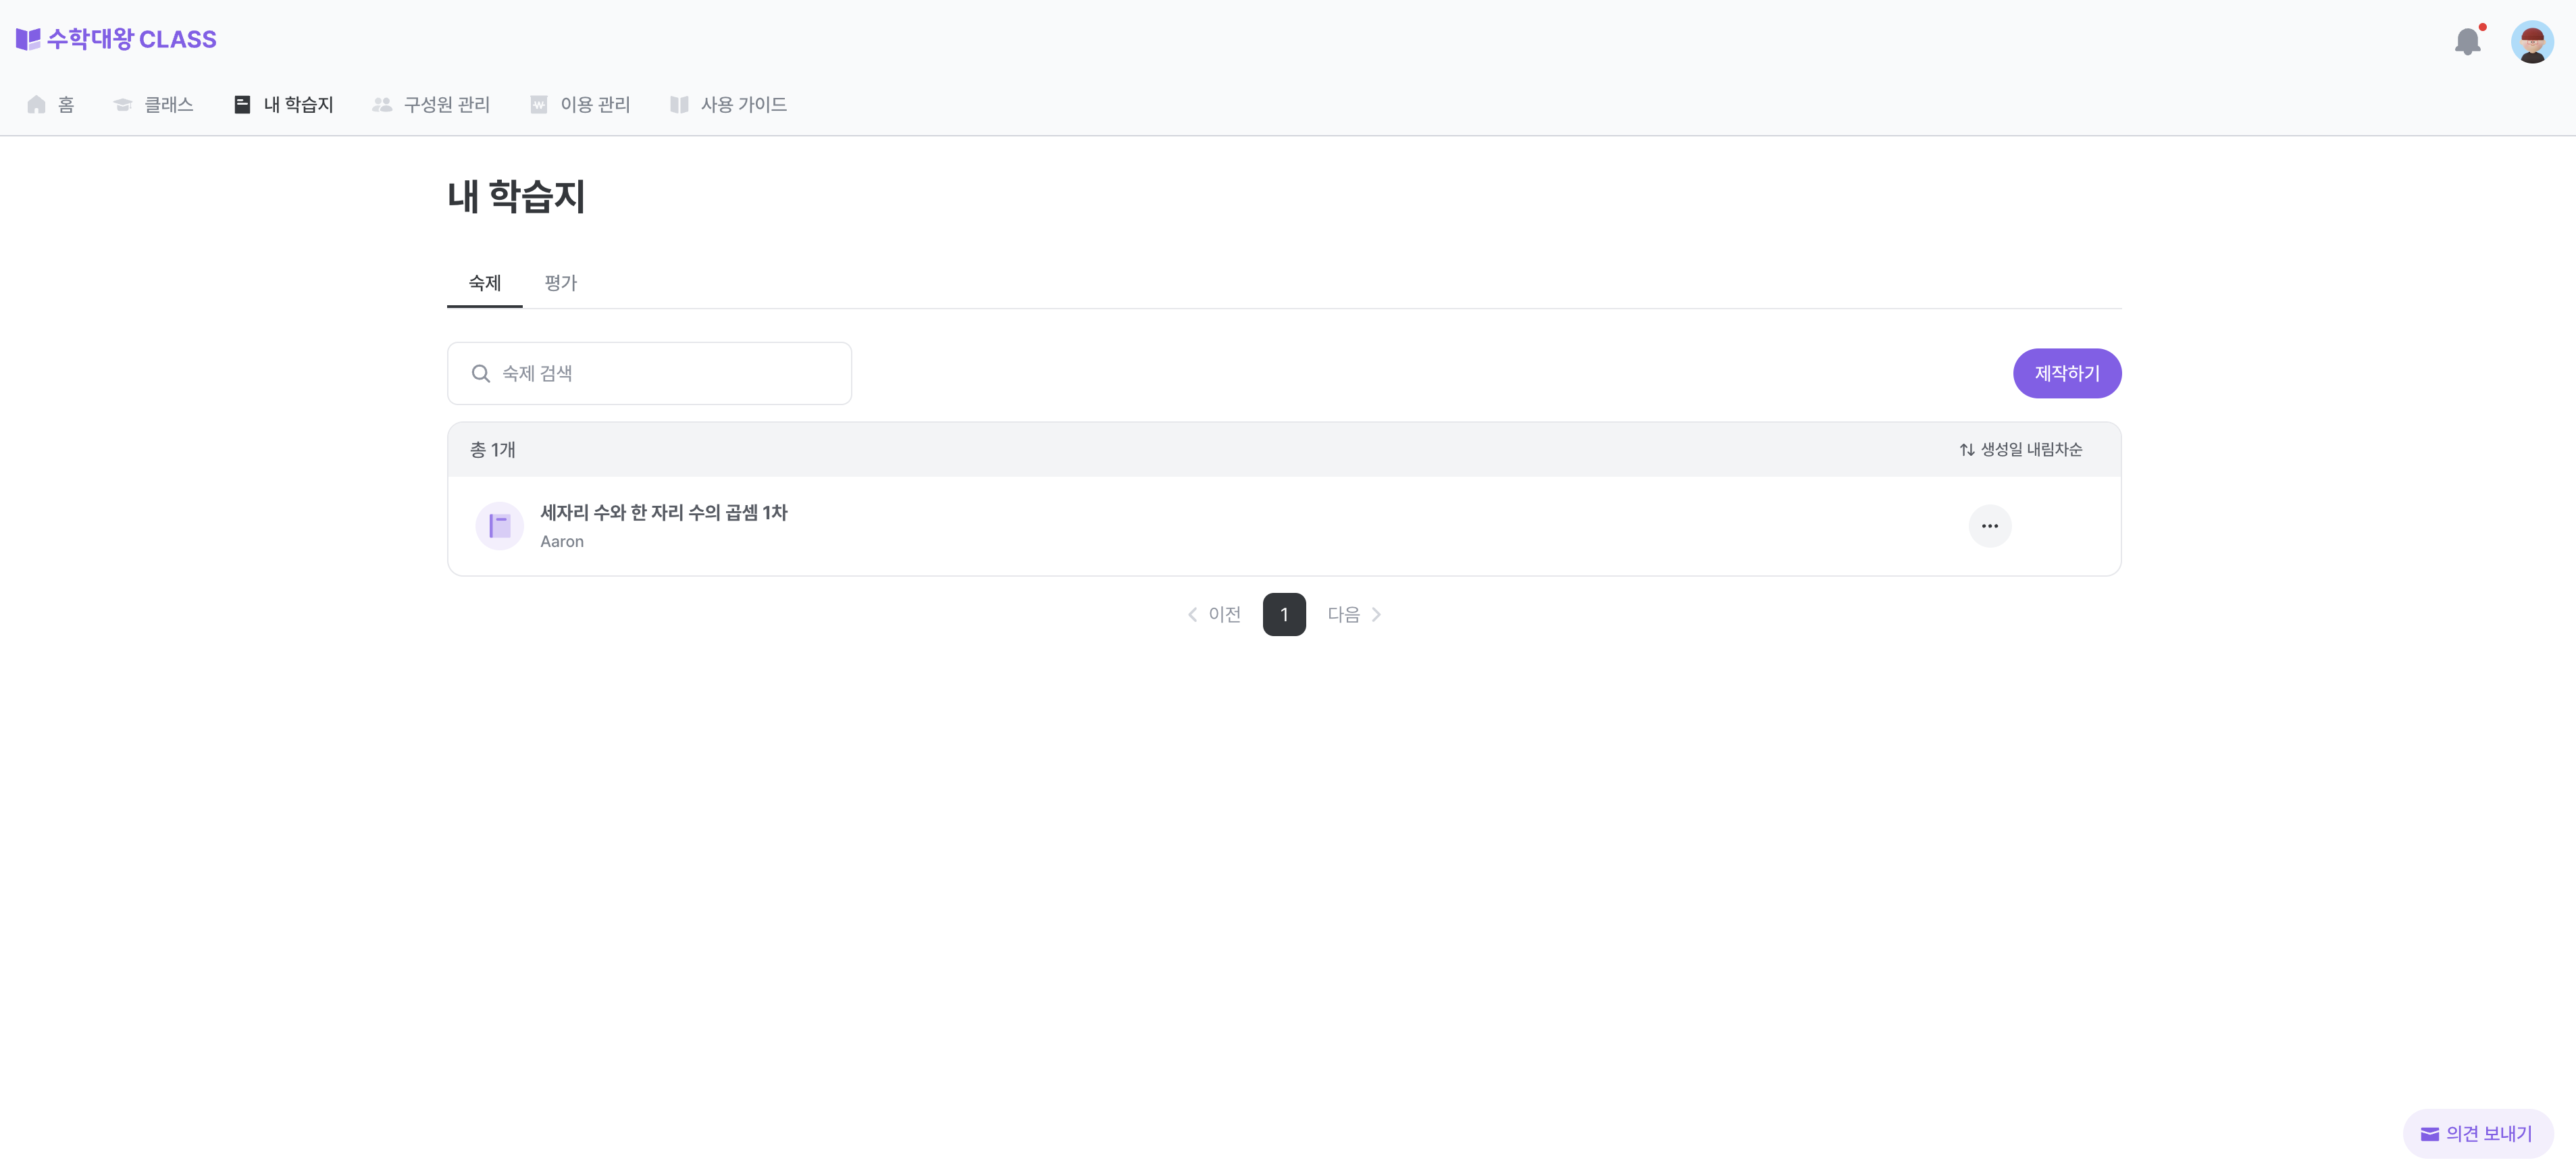 수학대왕 CLASS
홈 클래스 내 학습지 구성원 관리 이용 관리 사용 가이드
내 학습지
숙제 평가
숙제 검색 제작하기
총 1개 생성일 내림차순
세자리 수와 한 자리 수의 곱셈 1차
Aaron
이전 1 다음
의견 보내기